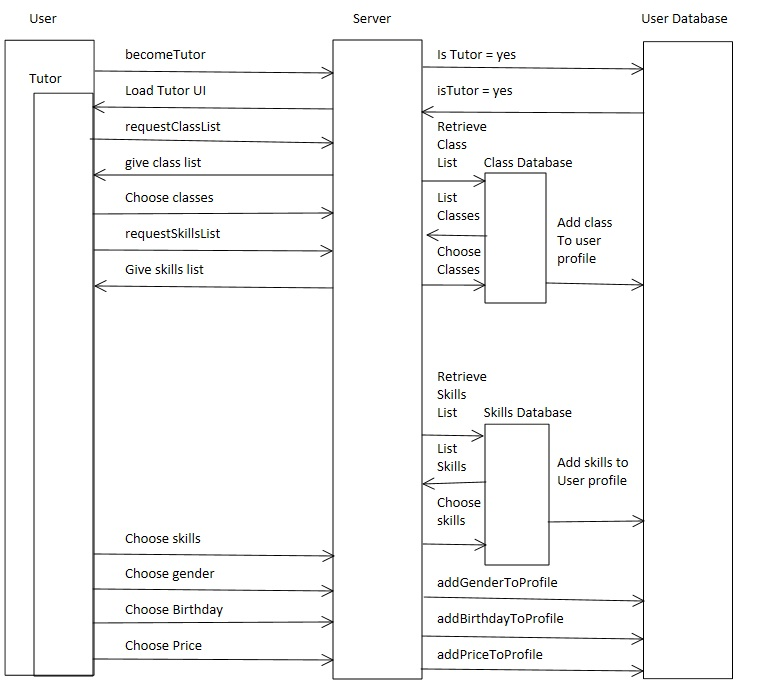 User
Server
User Database
becomeTutor
Is Tutor = yes
Tutor
Load Tutor UI
isTutor = yes
requestClassList
Retrieve
Class
List
Class Database
give class list
Choose classes
List
Classes
Add class
To user
profile
requestSkillsList
Choose
Classes
Give skills list
Retrieve
Skills
List
Skills Database
List
Skills
Add skills to
User profile
Choose
skills
Choose skills
Choose gender
addGenderToProfile
Choose Birthday
addBirthdayToProfile
Choose Price
addPriceToProfile